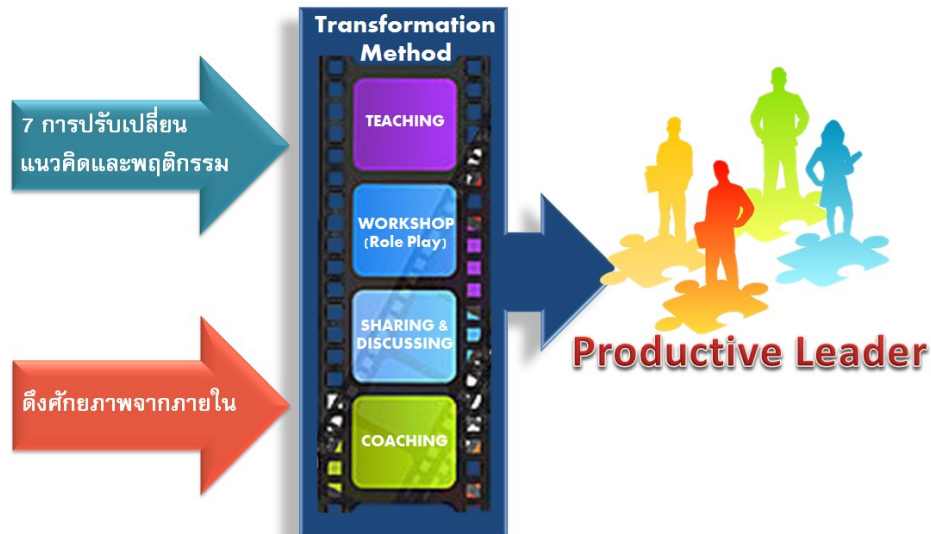 7 การปรับเปลี่ยน
แนวคิดและพฤติกรรม
ดึงศักยภาพจากภายใน
Transformation
Method
TEACHING
WORKSHOP
(Role Play)
SHARING &
DISCUSSING
COACHING
Productive Leader